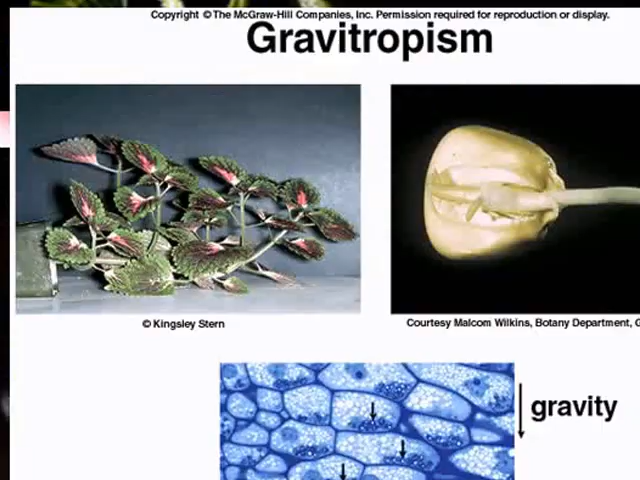 Copyright © The McGraw-Hill Companies, Inc. Permission required for reproduction or display.
Gravitropism
© Kingsley Stern
Courtesy Malcom Wilkins, Botany Department, G
gravity